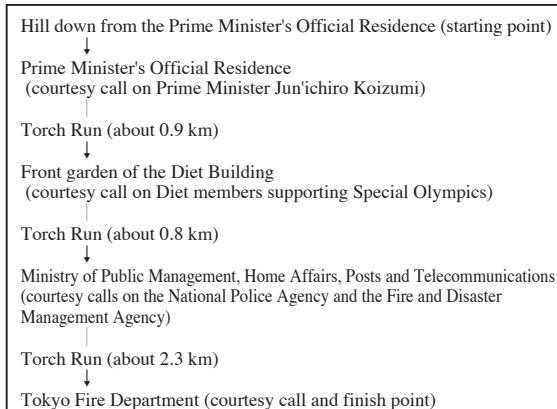 Hill down from the Prime Minister's Official Residence (starting point)
Prime Minister's Official Residence
(courtesy call on Prime Minister Jun'ichiro Koizumi)
Torch Run (about 0.9 km)
Front garden of the Diet Building
(courtesy call on Diet members supporting Special Olympics)
Torch Run (about 0.8 km)
Ministry of Public Management, Home Affairs, Posts and Telecommunications
(courtesy calls on the National Police Agency and the Fire and Disaster
Management Agency)
Torch Run (about 2.3 km)
Tokyo Fire Department (courtesy call and finish point)